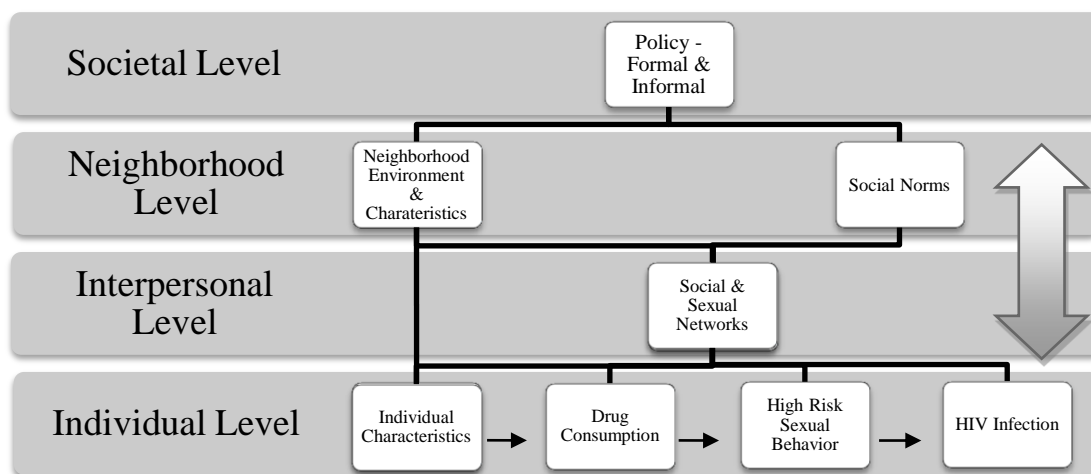 Societal Level
Policy -
Formal &
Informal
Neighborhood
Level
Neighborhood
Environment
&
Charateristics
Social Norms
Interpersonal
Level
Social &
Sexual
Networks
Individual Level
Individual
Characteristics
Drug
Consumption
High Risk
Sexual
Behavior
HIV Infection